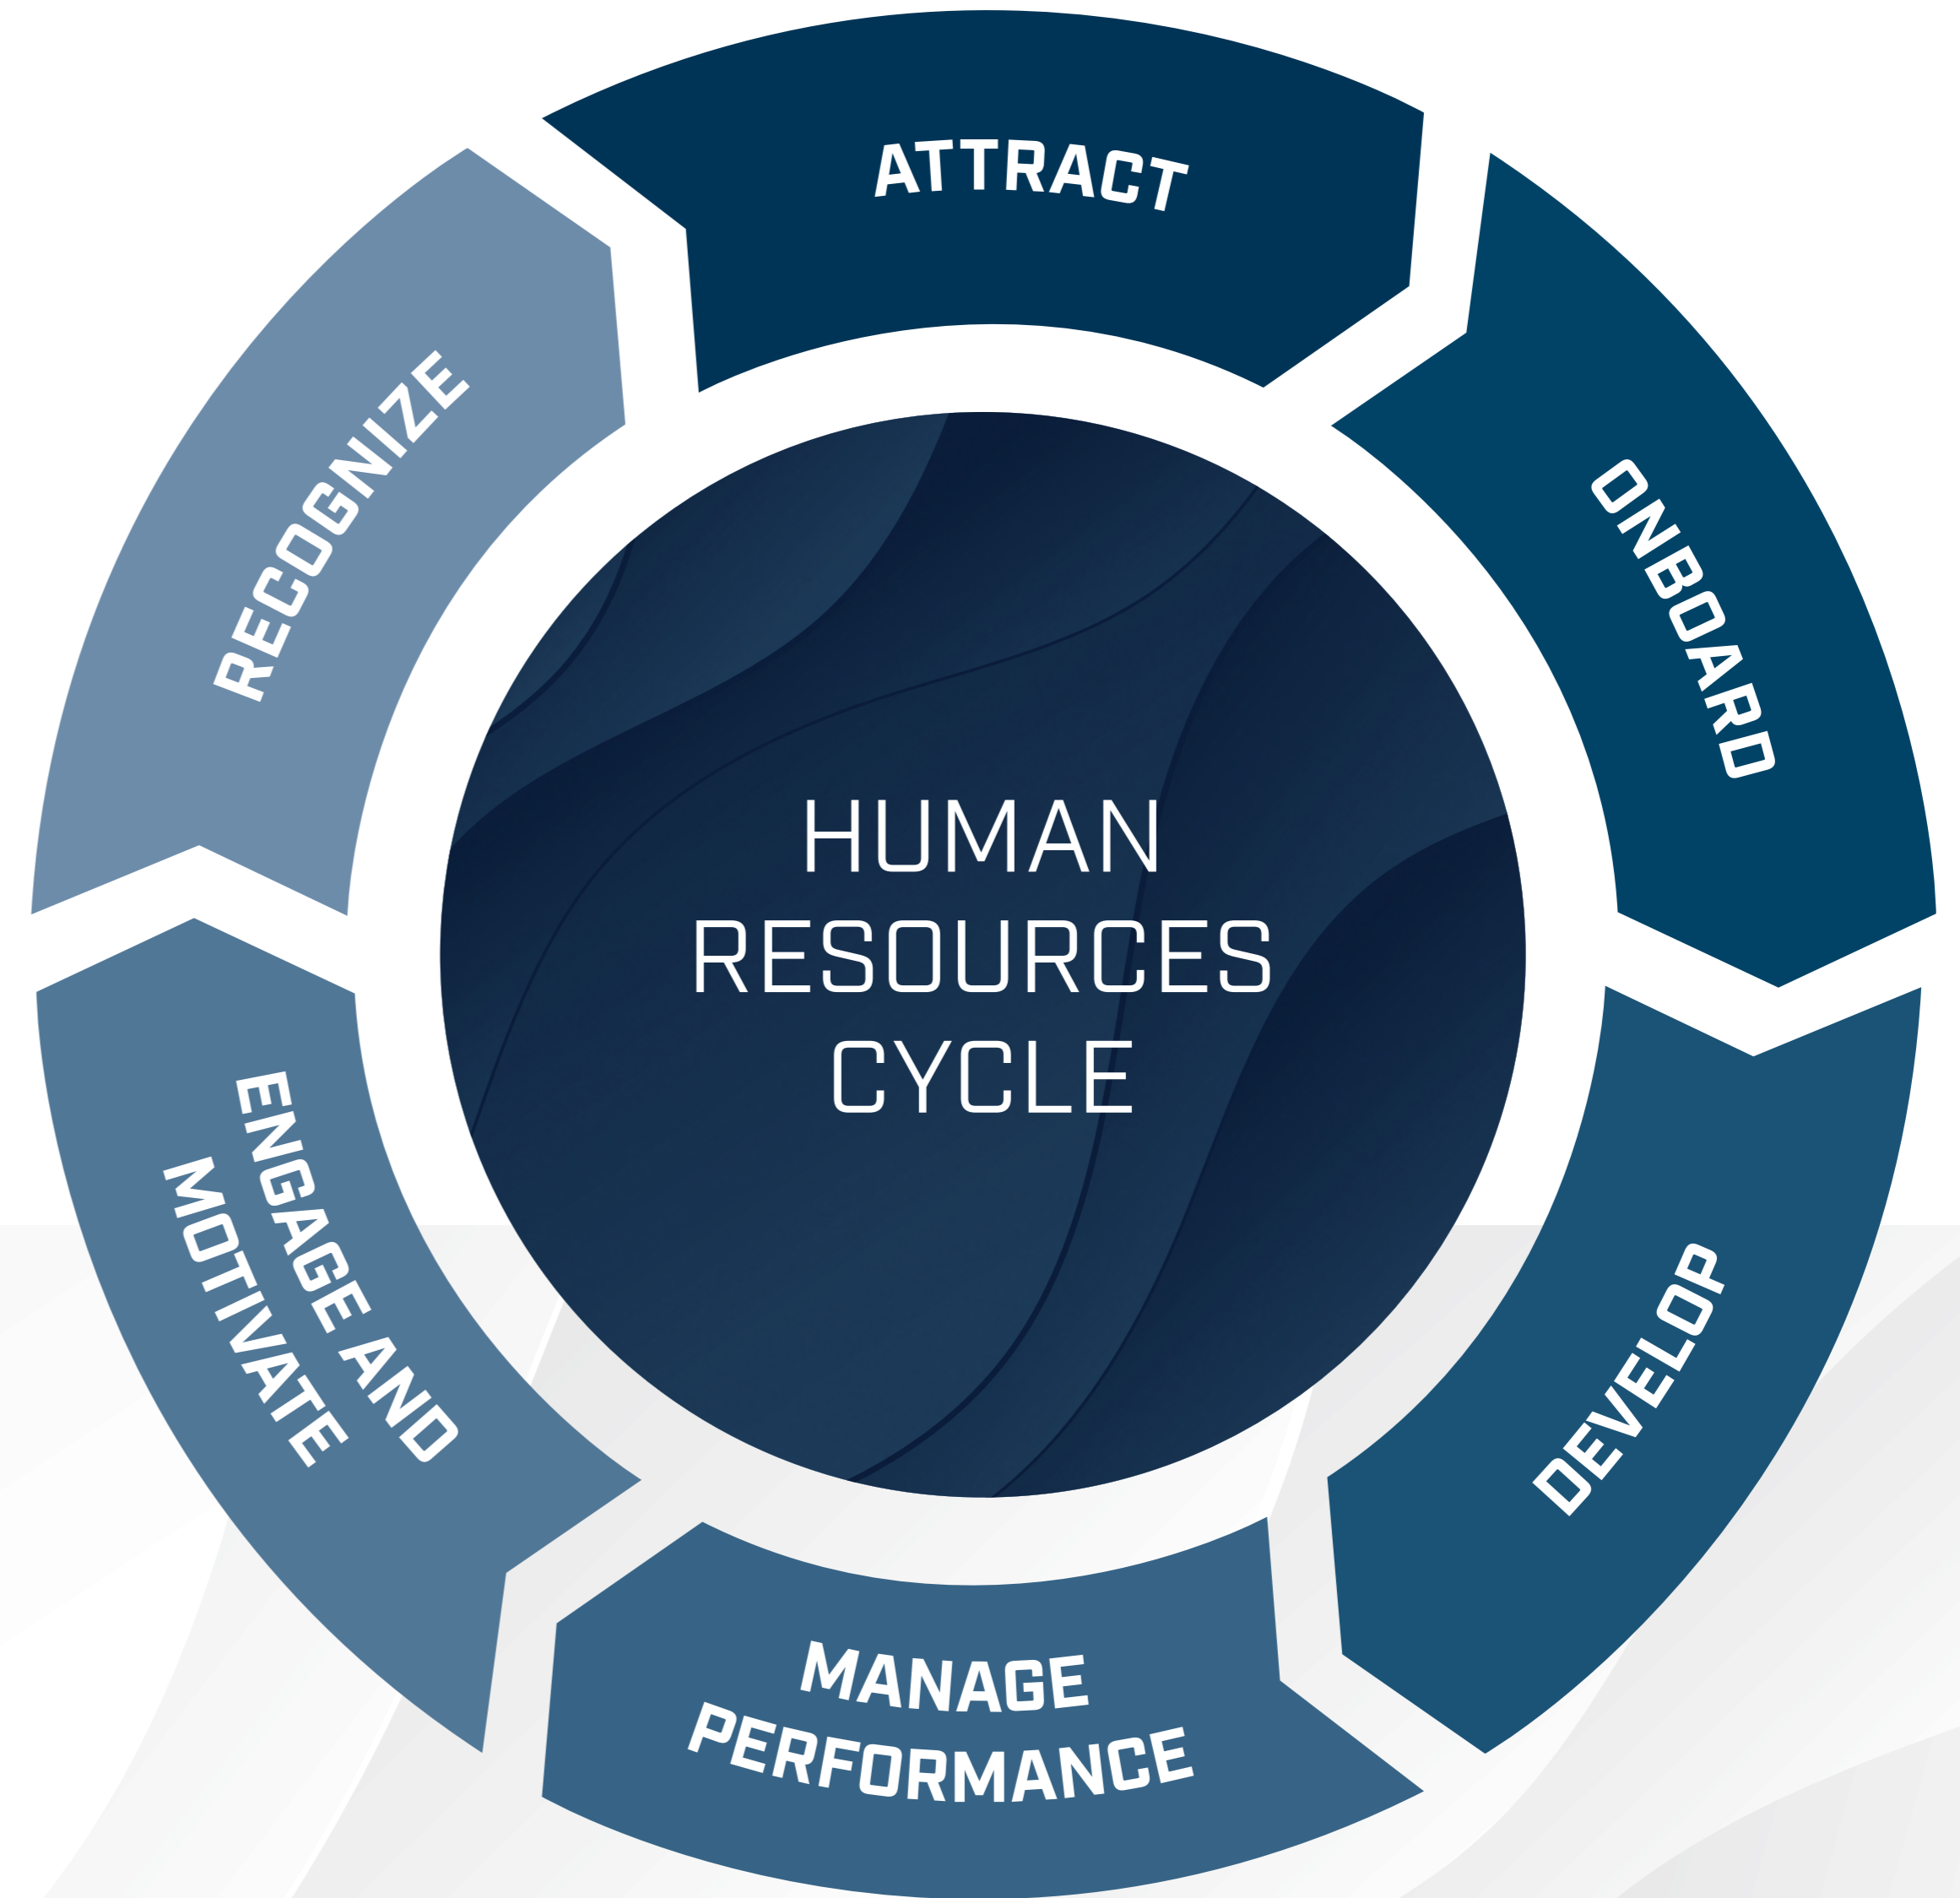 ATTRACT
ONBOARD
DEVELOP
MANAGE
PERFORMANCE
ENGAGE AND
MOTIVATE
RECOGNIZE
HUMAN
RESOURCES
CYCLE